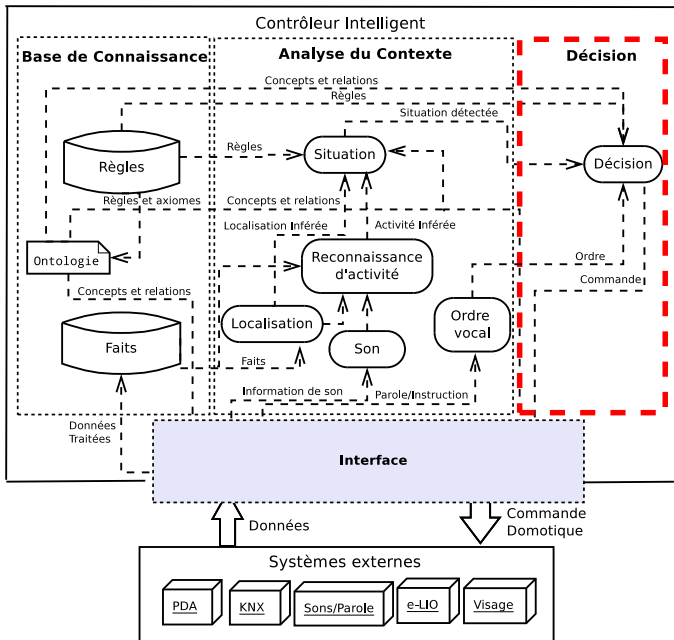 Contrôleur Intelligent
Base de Connaissance
Analyse du Contexte
Décision
Concepts et relations
Règles
Situation détectée
Règles
Règles
Situation
Décision
Règles et axiomes
Concepts et relations
Localisation Inférée
Activité Inférée
Ontologie
Reconnaissance
d'activité
Ordre
Commande
Concepts et relations
Localisation
Ordre
vocal
Faits
Son
Faits
Information de son
Parole/Instruction
Données
Traitées
Interface
Données
Commande
Domotique
Systèmes externes
PDA
KNX
Sons/Parole
e-LIO
Visage